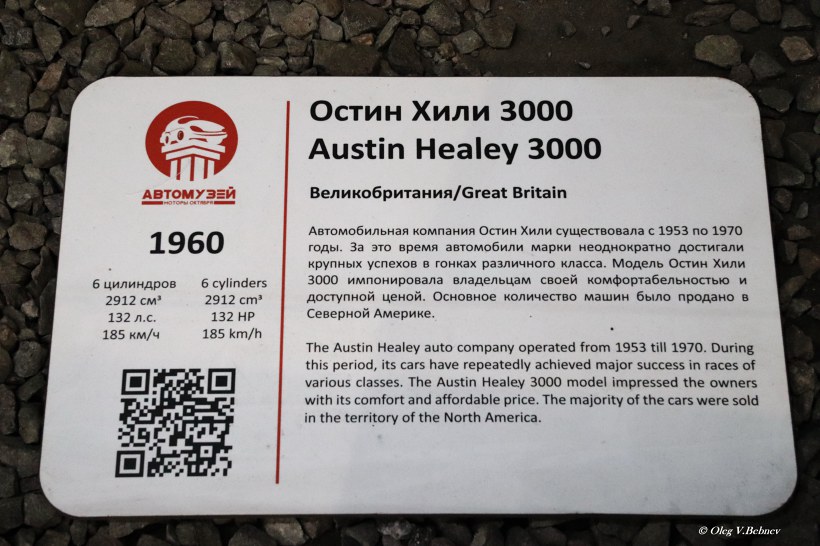 Остин Хили 3000
Austin Healey 3000
Великобритания/Great Britain
АВТОМУЗЕЙ
МОТОРЫ ОКТЯБРЯ
1960
6 цилиндров
2912 см³
132 л.с.
185 км/ч
6 cylinders
2912 cm³
132 HP
185 km/h
Автомобильная компания Остин Хили существовала с 1953 по 1970
годы. За это время автомобили марки неоднократно достигали
крупных успехов в гонках различного класса. Модель Остин Хили
3000 импонировала владельцам своей комфортабельностью и
доступной ценой. Основное количество машин было продано в
Северной Америке.
The Austin Healey auto company operated from 1953 till 1970. During
this period, its cars have repeatedly achieved major success in races of
various classes. The Austin Healey 3000 model impressed the owners
with its comfort and affordable price. The majority of the cars were sold
in the territory of the North America.
© Oleg V.Bebnev